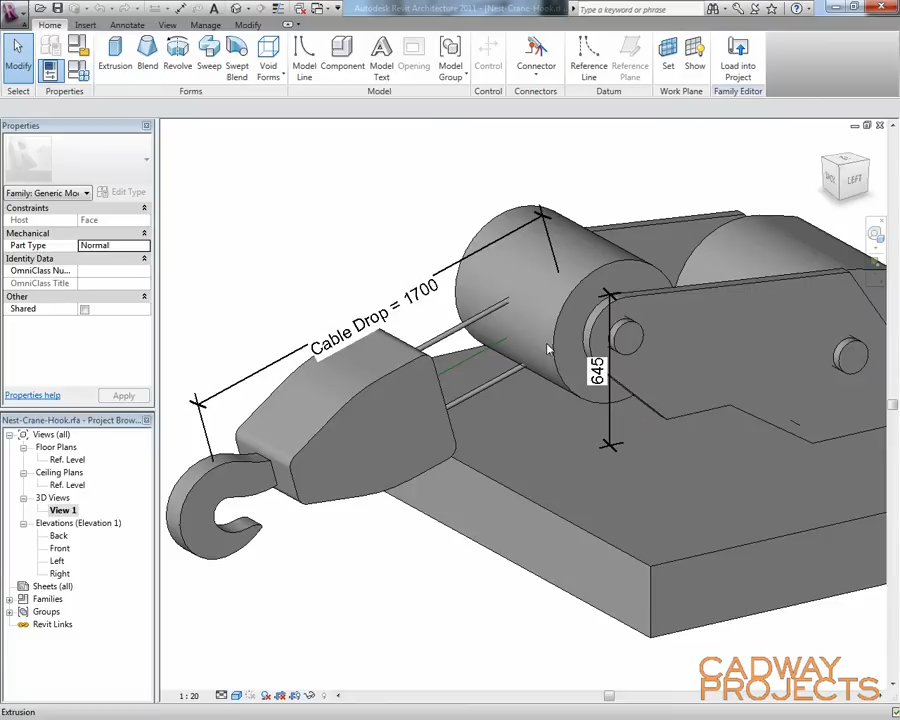 Autodesk Revit Architecture 2011 - [Nest-Crane-Hook.rf...
Type a keyword or phrase
Home Insert Annotate View Manage Modify
Modify Extrusion Blend Revolve Sweep Swept Blend Void Forms Model Line Component Model Text Opening Model Group Control Connector Reference Line Reference Plane Set Show Load into Project
Select Properties Forms Model Control Connectors Datum Work Plane Family Editor
Properties
Family: Generic Mo
Edit Type
Constraints
Host Face
Mechanical
Part Type Normal
Identity Data
OmniClass Nu...
OmniClass Title
Other
Shared
Properties help
Apply
Nest-Crane-Hook.rfa - Project Brow...
Views (all)
Floor Plans
Ref. Level
Ceiling Plans
Ref. Level
3D Views
View 1
Elevations (Elevation 1)
Back
Front
Left
Right
Sheets (all)
Families
Groups
Revit Links
LEFT
Cable Drop = 1700
645
CADWAY
PROJECTS
1 : 20
Extrusion